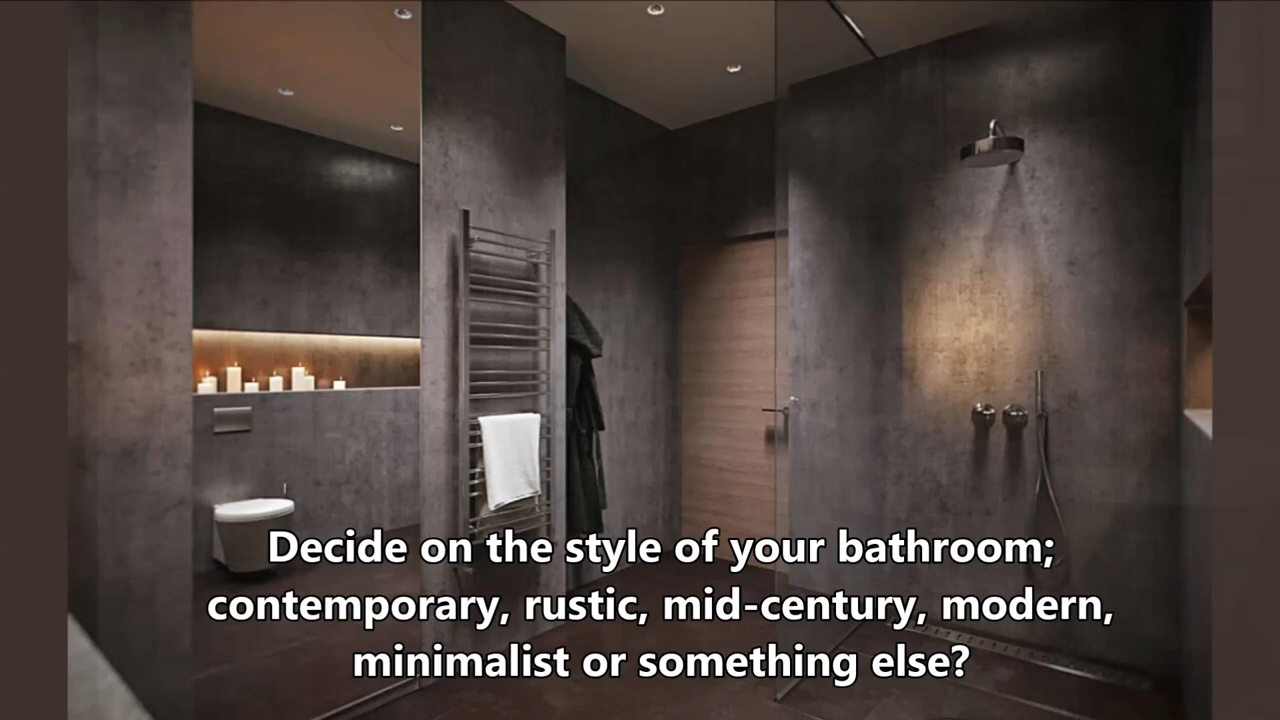 Decide on the style of your bathroom;
contemporary, rustic, mid-century, modern,
minimalist or something else?